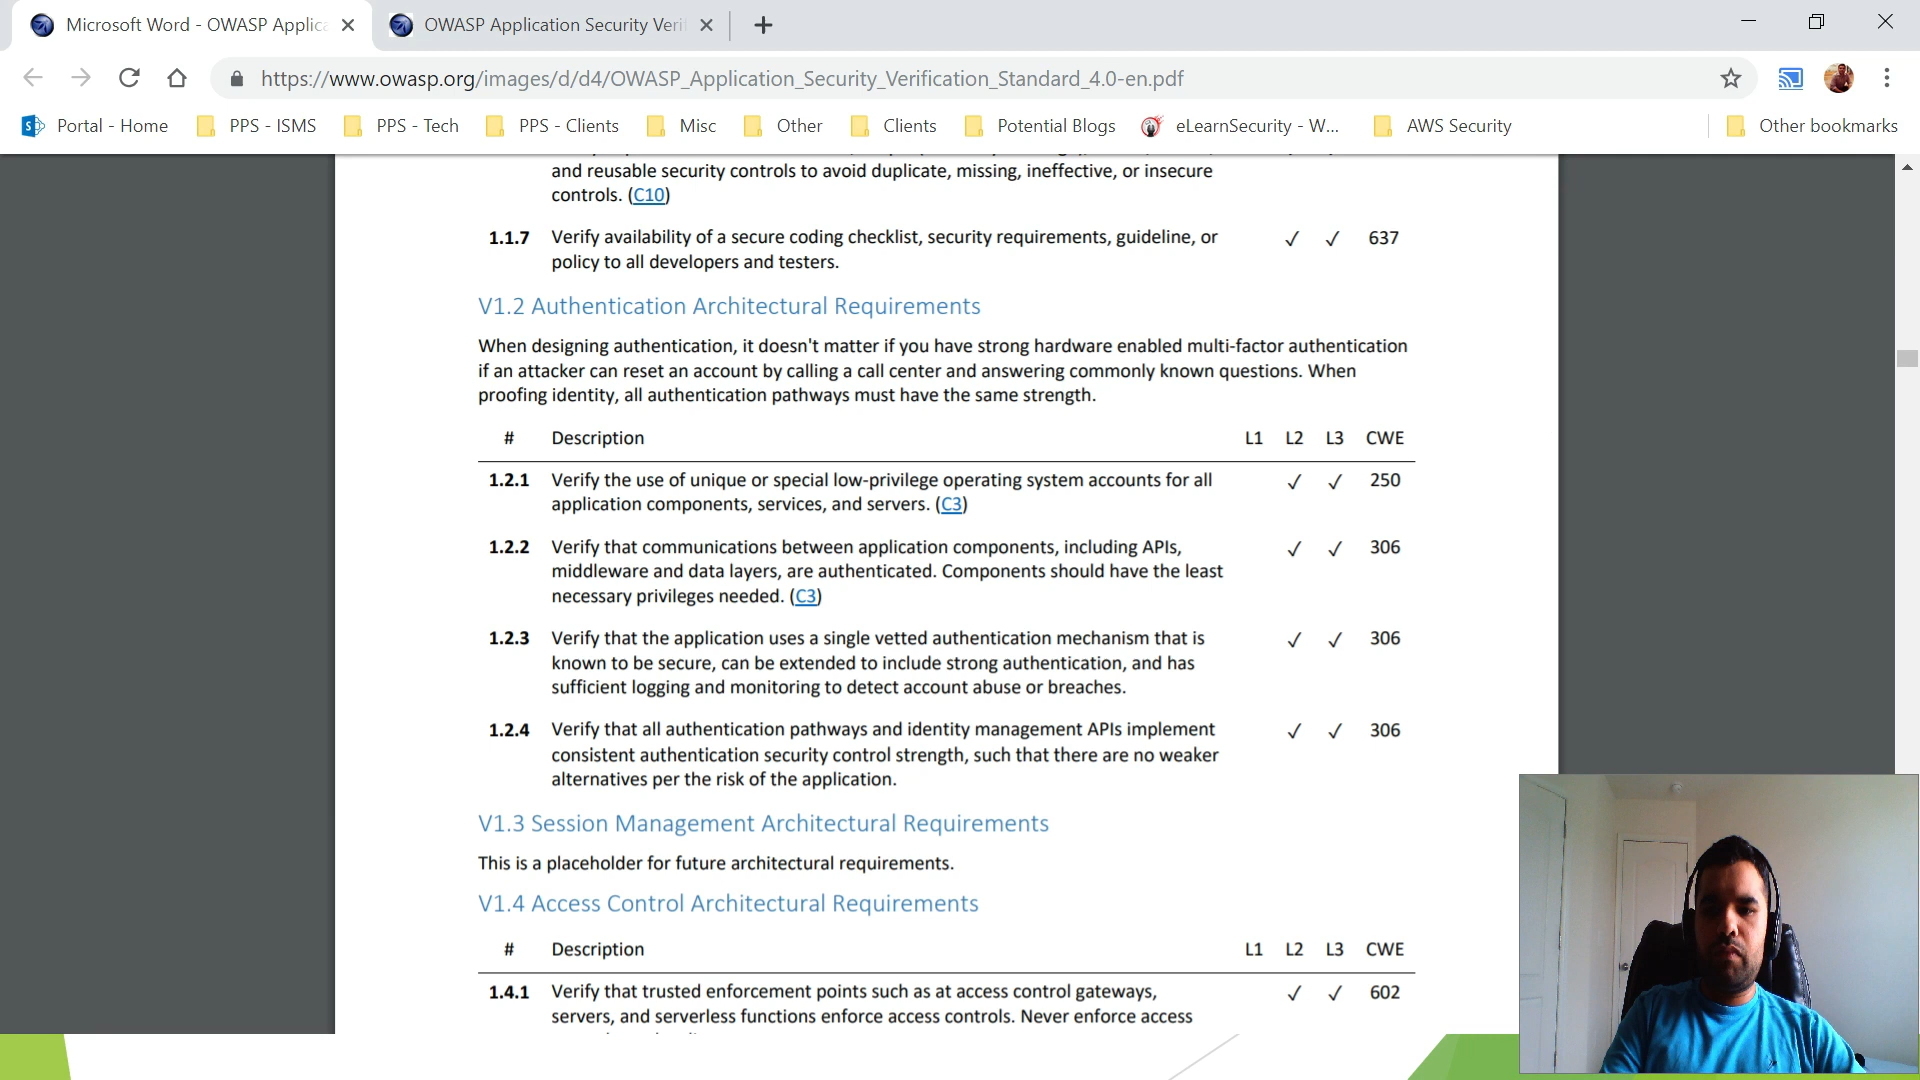 Microsoft Word - OWASP Applica
OWASP Application Security Veri
https://www.owasp.org/images/d/d4/OWASP_Application_Security_Verification_Standard_4.0-en.pdf
Portal - Home
PPS - ISMS
PPS - Tech
PPS - Clients
Misc
Other
Clients
Potential Blogs
eLearnSecurity - W...
AWS Security
Other bookmarks
and reusable security controls to avoid duplicate, missing, ineffective, or insecure
controls. (C10)
1.1.7 Verify availability of a secure coding checklist, security requirements, guideline, or ✓ ✓ 637
policy to all developers and testers.
V1.2 Authentication Architectural Requirements
When designing authentication, it doesn't matter if you have strong hardware enabled multi-factor authentication
if an attacker can reset an account by calling a call center and answering commonly known questions. When
proofing identity, all authentication pathways must have the same strength.
# Description L1 L2 L3 CWE
1.2.1 Verify the use of unique or special low-privilege operating system accounts for all ✓ ✓ 250
application components, services, and servers. (C3)
1.2.2 Verify that communications between application components, including APIs, ✓ ✓ 306
middleware and data layers, are authenticated. Components should have the least
necessary privileges needed. (C3)
1.2.3 Verify that the application uses a single vetted authentication mechanism that is ✓ ✓ 306
known to be secure, can be extended to include strong authentication, and has
sufficient logging and monitoring to detect account abuse or breaches.
1.2.4 Verify that all authentication pathways and identity management APIs implement ✓ ✓ 306
consistent authentication security control strength, such that there are no weaker
alternatives per the risk of the application.
V1.3 Session Management Architectural Requirements
This is a placeholder for future architectural requirements.
V1.4 Access Control Architectural Requirements
# Description L1 L2 L3 CWE
1.4.1 Verify that trusted enforcement points such as at access control gateways, ✓ ✓ 602
servers, and serverless functions enforce access controls. Never enforce access